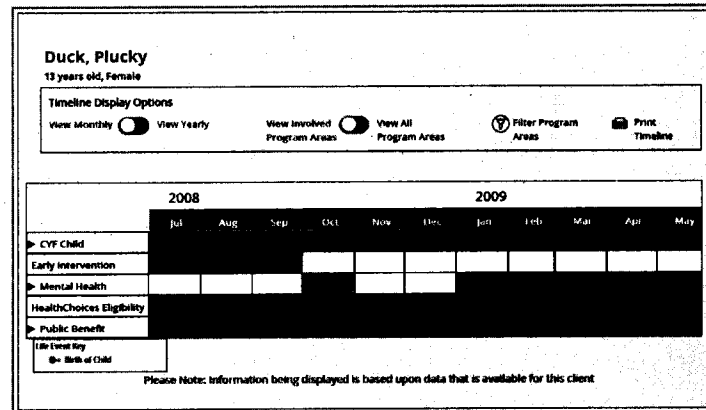 Duck, Plucky
13 years old, Female
Timeline Display Options
View Monthly View Yearly View Involved Program Areas View All Program Areas Filter Program Areas Print Timeline
2008 2009
Jul Aug Sep Oct Nov Dec Jan Feb Mar Apr May
▶ CYF Child
Early Intervention
▶ Mental Health
HealthChoices Eligibility
▶ Public Benefit
Life Event Key
Birth of Child
Please Note: Information being displayed is based upon data that is available for this client